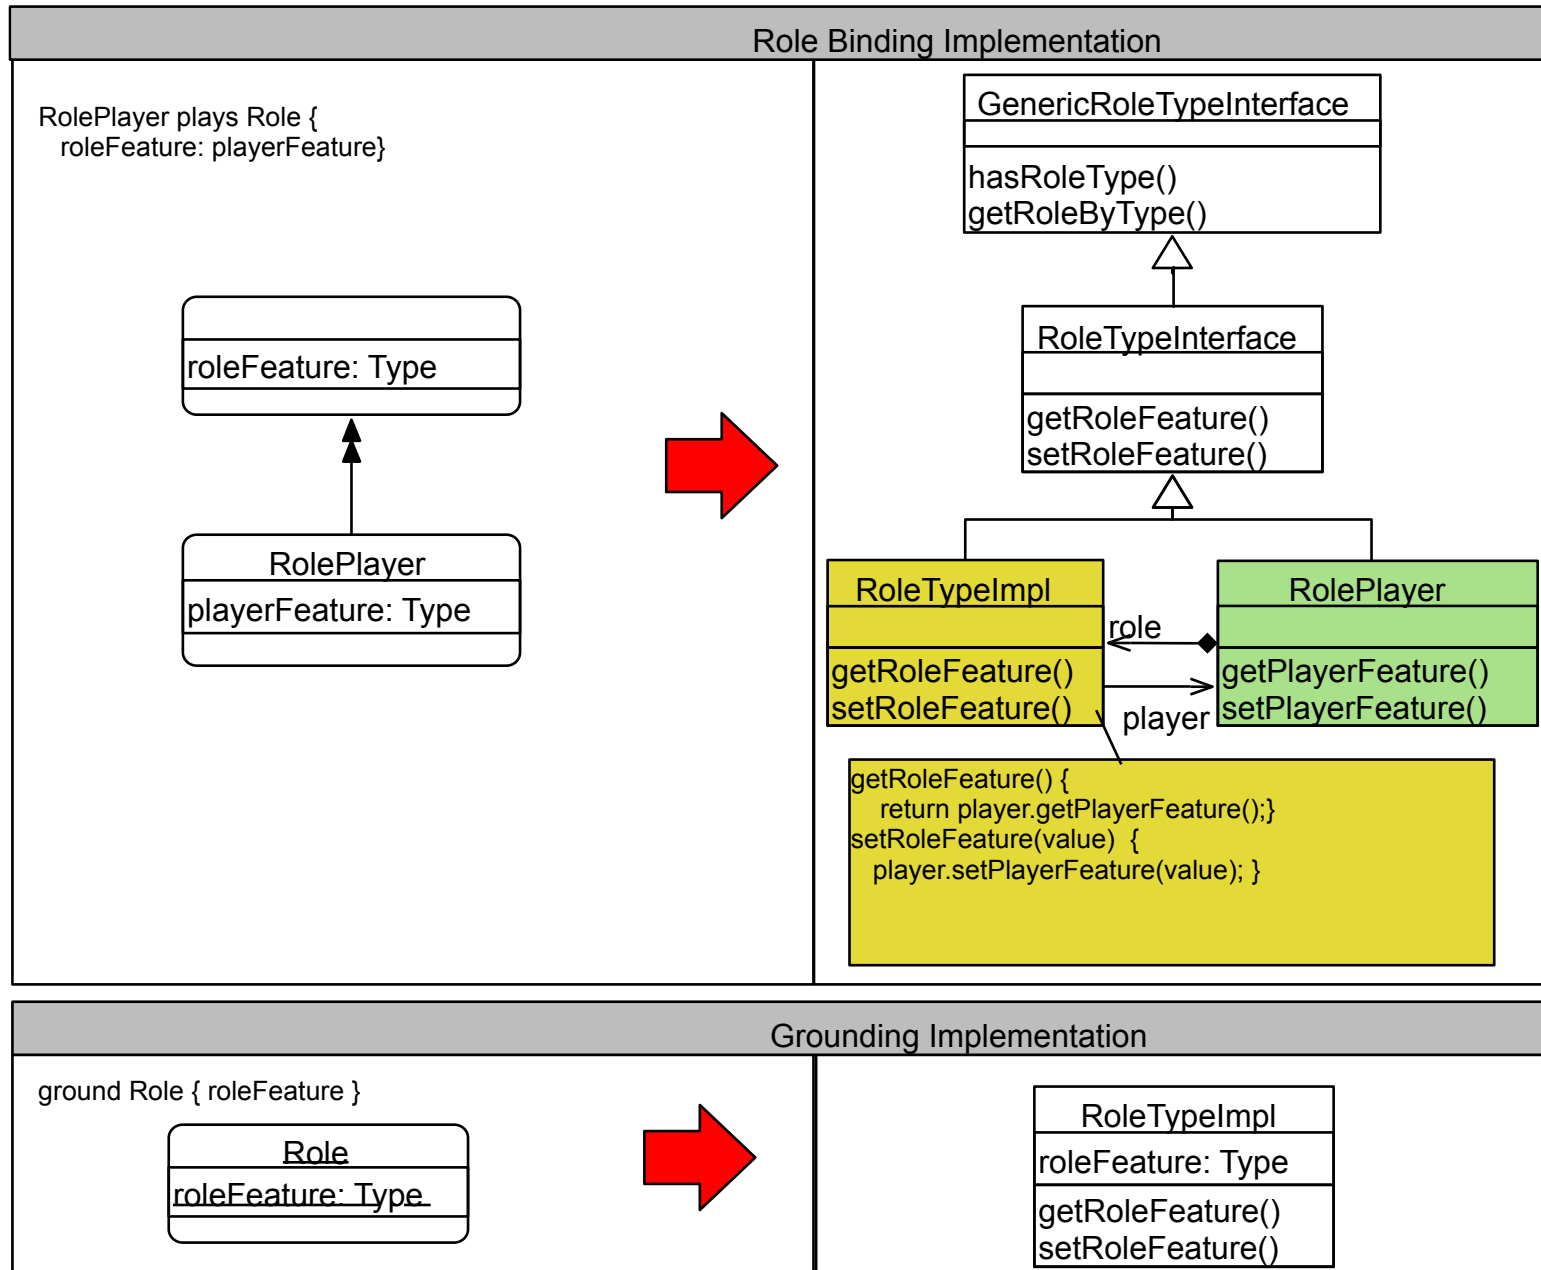 Role Binding Implementation
RolePlayer plays Role {
roleFeature: playerFeature}
roleFeature: Type
RolePlayer
playerFeature: Type
GenericRoleTypeInterface
hasRoleType()
getRoleByType()
RoleTypeInterface
getRoleFeature()
setRoleFeature()
RoleTypeImpl
getRoleFeature()
setRoleFeature()
role
player
RolePlayer
getPlayerFeature()
setPlayerFeature()
getRoleFeature() {
return player.getPlayerFeature();}
setRoleFeature(value) {
player.setPlayerFeature(value); }
Grounding Implementation
ground Role { roleFeature }
Role
roleFeature: Type
RoleTypeImpl
roleFeature: Type
getRoleFeature()
setRoleFeature()